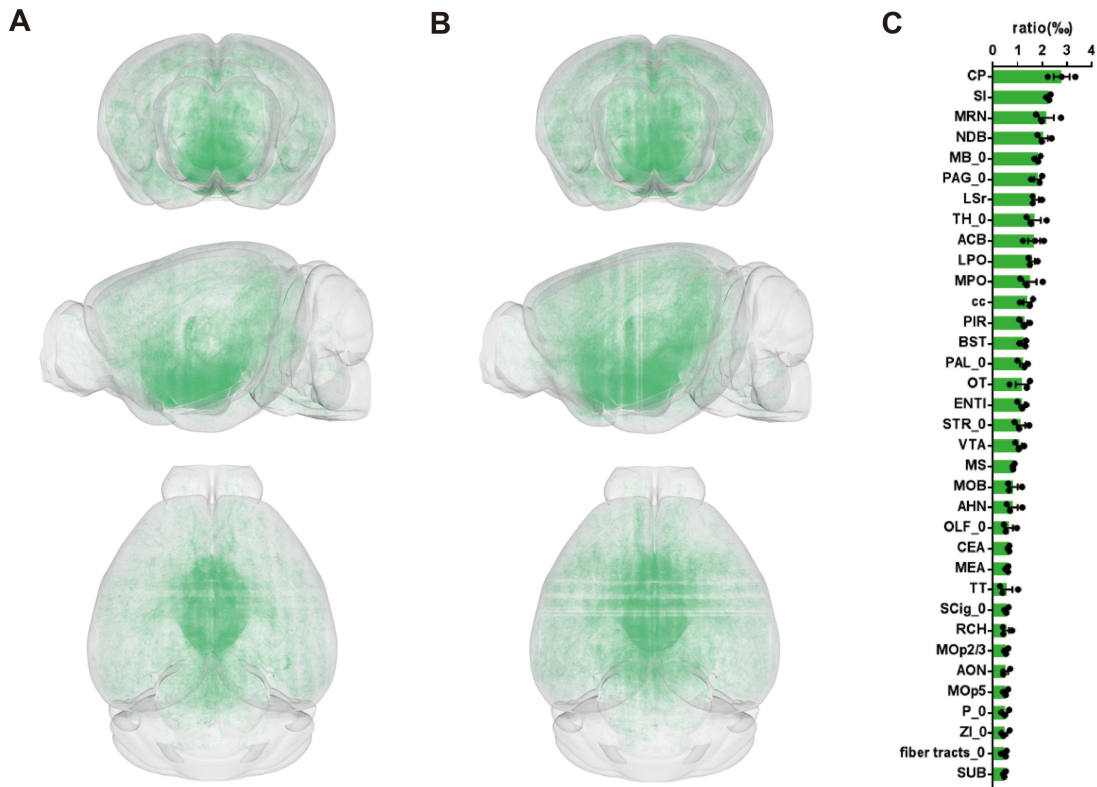 A
B
C
ratio(‰)
0 1 2 3 4
CP
SI
MRN
NDB
MB_0
PAG_0
LSr
TH_0
ACB
LPO
MPO
cc
PIR
BST
PAL_0
OT
ENTI
STR_0
VTA
MS
MOB
AHN
OLF_0
CEA
MEA
TT
SCig_0
RCH
MOp2/3
AON
MOp5
P_0
ZI_0
fiber tracts_0
SUB